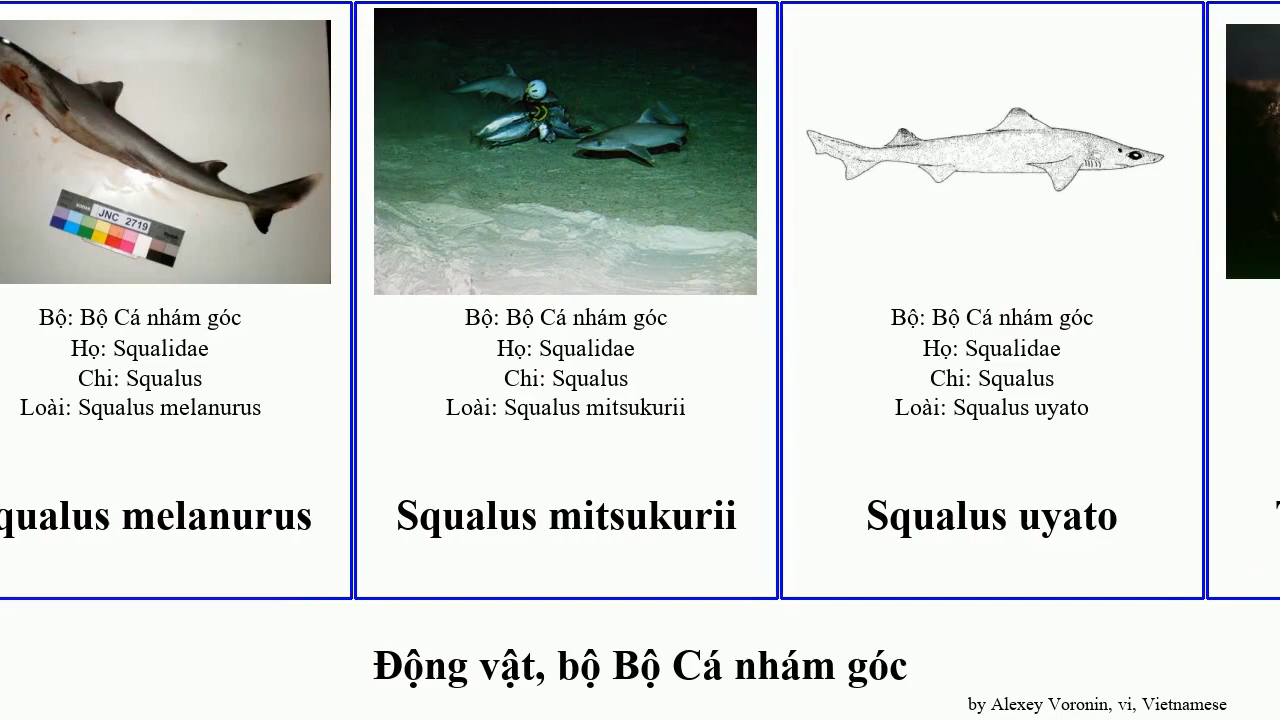 JNC 2719
Bộ: Bộ Cá nhám góc
Họ: Squalidae
Chi: Squalus
Loài: Squalus melanurus
qualus melanurus
Bộ: Bộ Cá nhám góc
Họ: Squalidae
Chi: Squalus
Loài: Squalus mitsukurii
Squalus mitsukurii
Bộ: Bộ Cá nhám góc
Họ: Squalidae
Chi: Squalus
Loài: Squalus uyato
Squalus uyato
Động vật, bộ Bộ Cá nhám góc
by Alexey Voronin, vi, Vietnamese